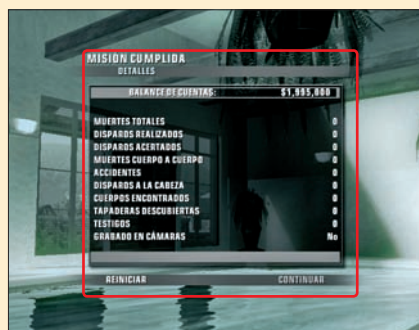 MISIÓN CUMPLIDA
DETALLES
BALANCE DE CUENTAS: $1,995,000
MUERTES TOTALES 0
DISPAROS REALIZADOS 0
DISPAROS ACERTADOS 0
MUERTES CUERPO A CUERPO 0
ACCIDENTES 0
DISPAROS A LA CABEZA 0
CUERPOS ENCONTRADOS 0
TAPADERAS DESCUBIERTAS 0
TESTIGOS 0
GRABADO EN CÁMARAS No
REINICIAR CONTINUAR